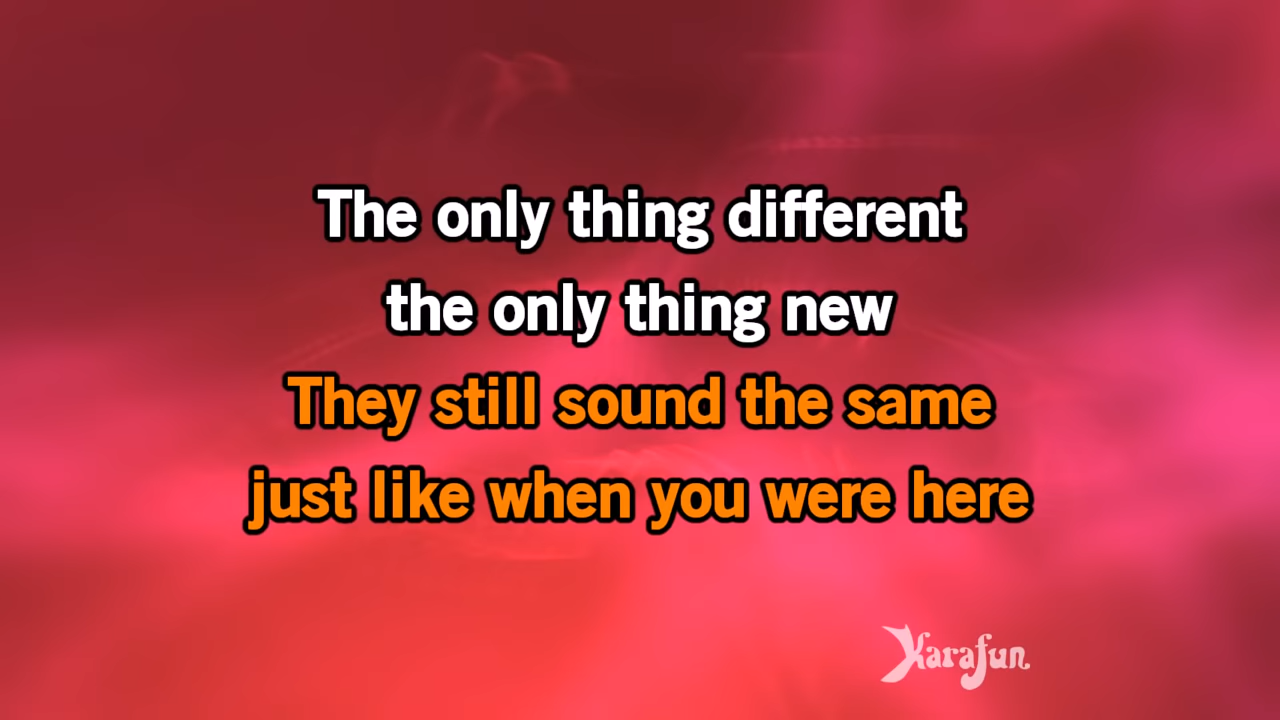 The only thing different
the only thing new
They still sound the same
just like when you were here
Karafun